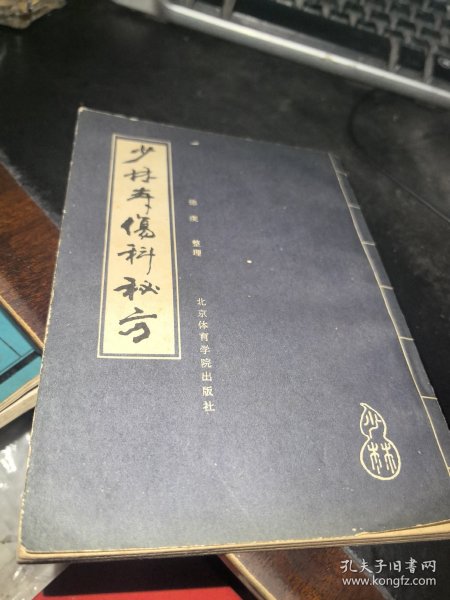 少林寺伤科秘方
德虔 整理
北京体育学院出版社
少林
孔夫子旧书网
www.kongfz.com